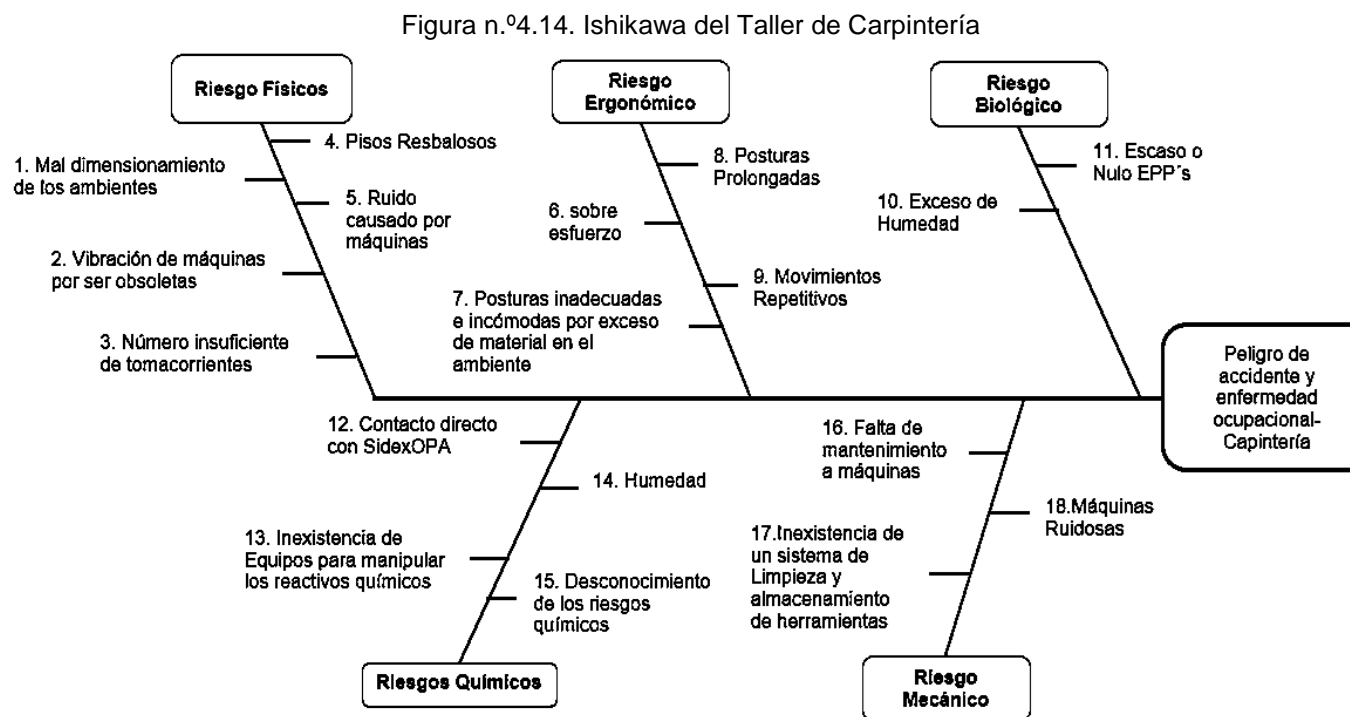 Figura n.º4.14. Ishikawa del Taller de Carpintería
Riesgo Físicos
Riesgo
Ergonómico
Riesgo
Biológico
1. Mal dimensionamiento
de los ambientes
2. Vibración de máquinas
por ser obsoletas
3. Número insuficiente
de tomacorrientes
4. Pisos Resbalosos
5. Ruido
causado por
máquinas
6. sobre
esfuerzo
7. Posturas inadecuadas
e incómodas por exceso
de material en el
ambiente
8. Posturas
Prolongadas
9. Movimientos
Repetitivos
10. Exceso de
Humedad
11. Escaso o
Nulo EPP´s
Peligro de
accidente y
enfermedad
ocupacional-
Capintería
12. Contacto directo
con SidexOPA
13. Inexistencia de
Equipos para manipular
los reactivos químicos
14. Humedad
15. Desconocimiento
de los riesgos
químicos
16. Falta de
mantenimiento
a máquinas
17.Inexistencia de
un sistema de
Limpieza y
almacenamiento
de herramientas
18.Máquinas
Ruidosas
Riesgos Químicos
Riesgo
Mecánico